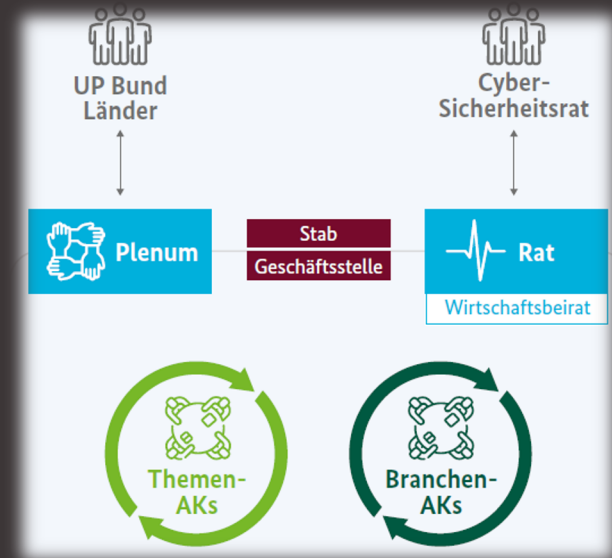 UP Bund
Länder
Cyber-
Sicherheitsrat
Plenum
Stab
Geschäftsstelle
Rat
Wirtschaftsbeirat
Themen-
AKs
Branchen-
AKs